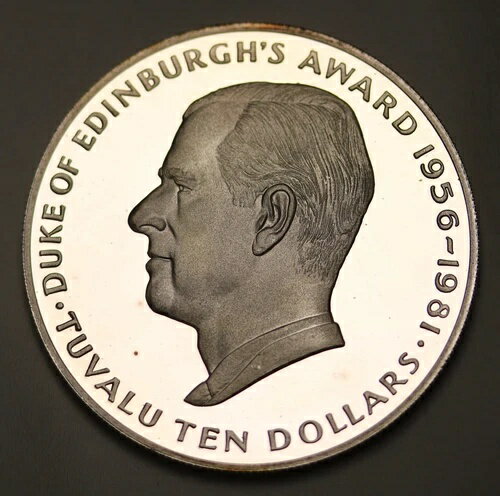 DUKE OF EDINBURGH'S AWARD 1956-1981
· TUVALU TEN DOLLARS ·